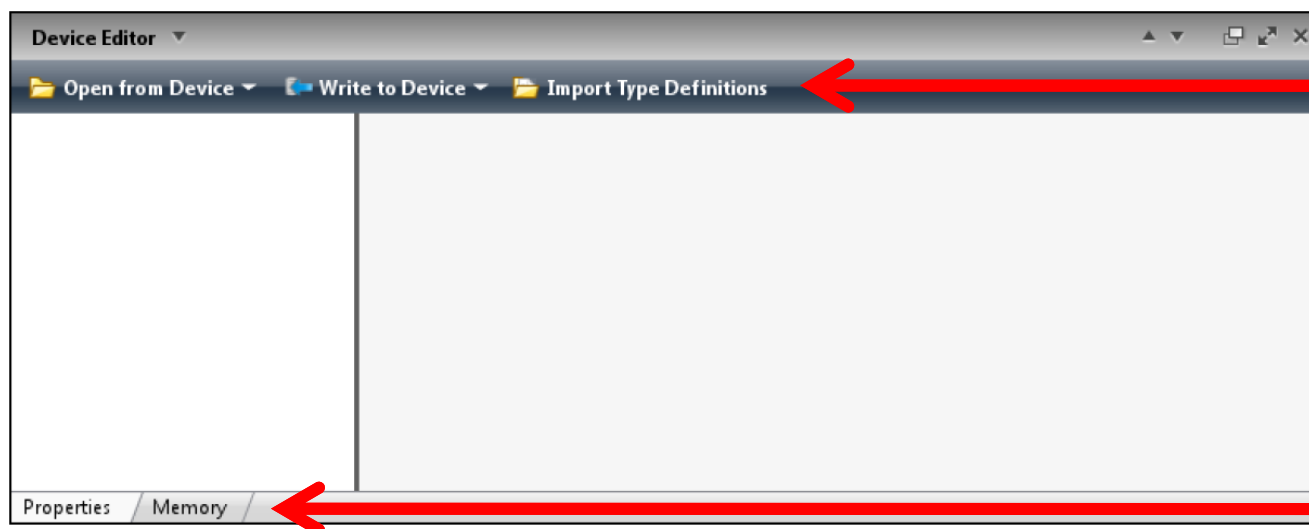 Device Editor
Open from Device Write to Device Import Type Definitions
Properties Memory